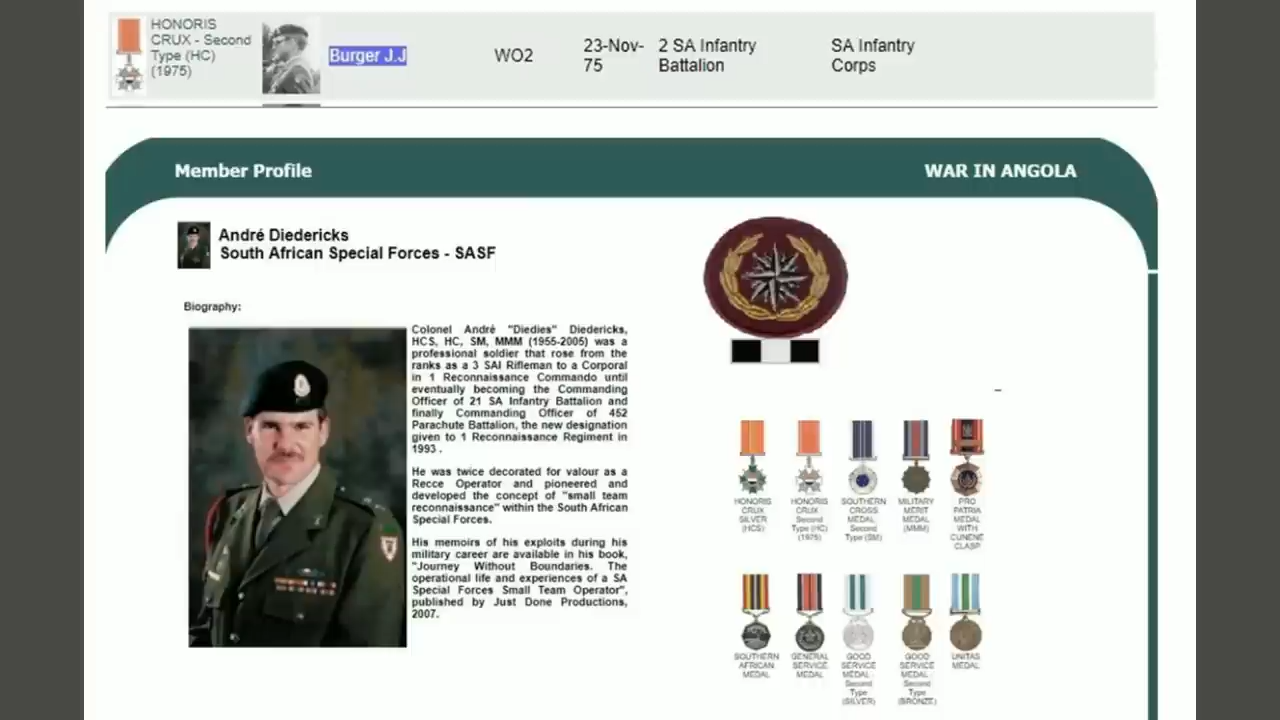 HONORIS
CRUX - Second
Type (HC)
(1975)
Burger J.J
WO2
23-Nov-
75
2 SA Infantry
Battalion
SA Infantry
Corps
Member Profile
WAR IN ANGOLA
André Diedericks
South African Special Forces - SASF
Biography:
Colonel André "Diedies" Diedericks,
HCS, HC, SM, MMM (1955-2005) was a
professional soldier that rose from the
ranks as a 3 SAI Rifleman to a Corporal
in 1 Reconnaissance Commando until
eventually becoming the Commanding
Officer of 21 SA Infantry Battalion and
finally Commanding Officer of 452
Parachute Battalion, the new designation
given to 1 Reconnaissance Regiment in
1993 .
He was twice decorated for valour as a
Recce Operator and pioneered and
developed the concept of "small team
reconnaissance" within the South African
Special Forces.
His memoirs of his exploits during his
military career are available in his book,
"Journey Without Boundaries. The
operational life and experiences of a SA
Special Forces Small Team Operator",
published by Just Done Productions,
2007.
HONORIS
CRUX
SILVER
(HCS)
HONORIS
CRUX
Second
Type (HC)
(1975)
SOUTHERN
CROSS
MEDAL
Second
Type (SM)
MILITARY
MERIT
MEDAL
(MMM)
PRO
PATRIA
MEDAL
WITH
CUNENE
CLASP
SOUTHERN
AFRICAN
MEDAL
GENERAL
SERVICE
MEDAL
GOOD
SERVICE
MEDAL -
Second
Type
(SILVER)
GOOD
SERVICE
MEDAL -
Second
Type
(BRONZE)
UNITAS
MEDAL